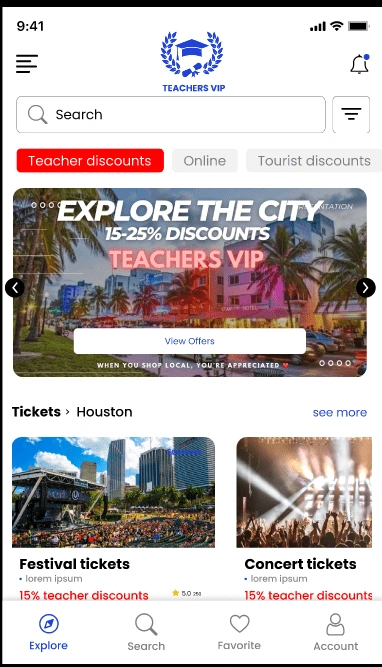 9:41
TEACHERS VIP
Search
Teacher discounts
Online
Tourist discounts
EXPLORE THE CITY
15-25% DISCOUNTS
TEACHERS VIP
View Offers
WHEN YOU SHOP LOCAL, YOU'RE APPRECIATED
Tickets › Houston
see more
Festival tickets
• lorem ipsum
15% teacher discounts
5.0 250
Concert tickets
• lorem ipsum
15% teacher discounts
Explore
Search
Favorite
Account